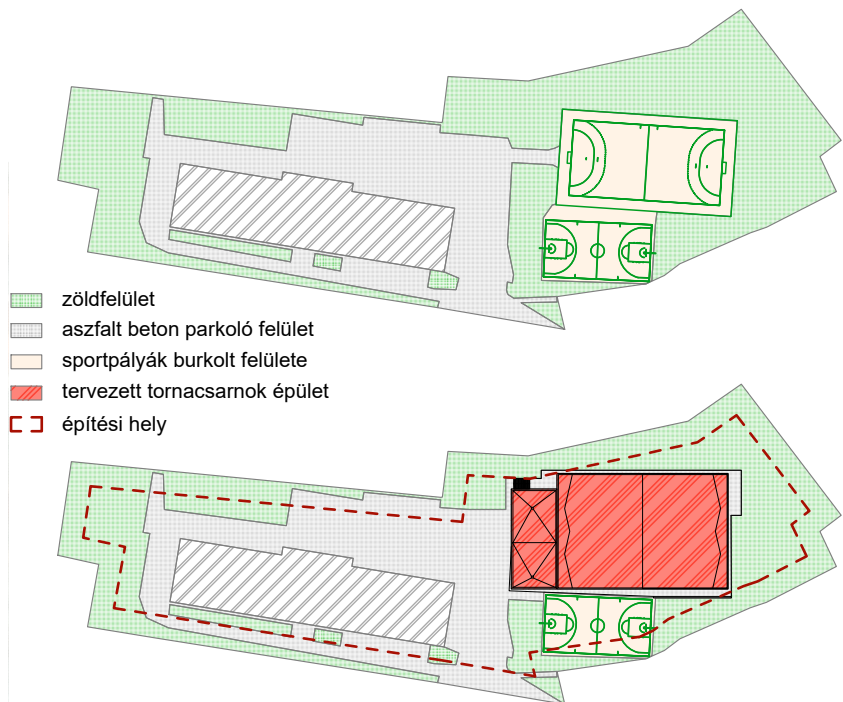 zöldfelület
aszfalt beton parkoló felület
sportpályák burkolt felülete
tervezett tornacsarnok épület
építési hely